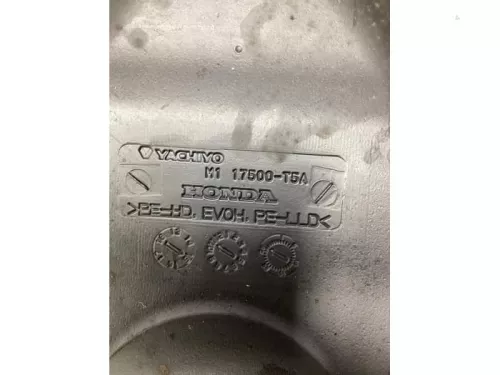 YACHIYO
M1 17500-T5A
HONDA
>PE-HD, EVOH, PE-LLD<